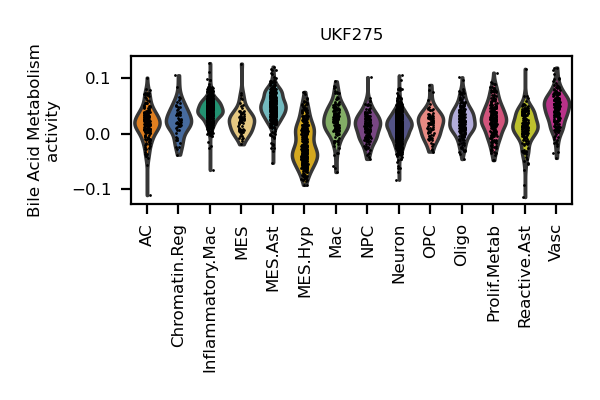 UKF275
Bile Acid Metabolism
activity
0.1
0.0
−0.1
AC
Chromatin.Reg
Inflammatory.Mac
MES
MES.Ast
MES.Hyp
Mac
NPC
Neuron
OPC
Oligo
Prolif.Metab
Reactive.Ast
Vasc